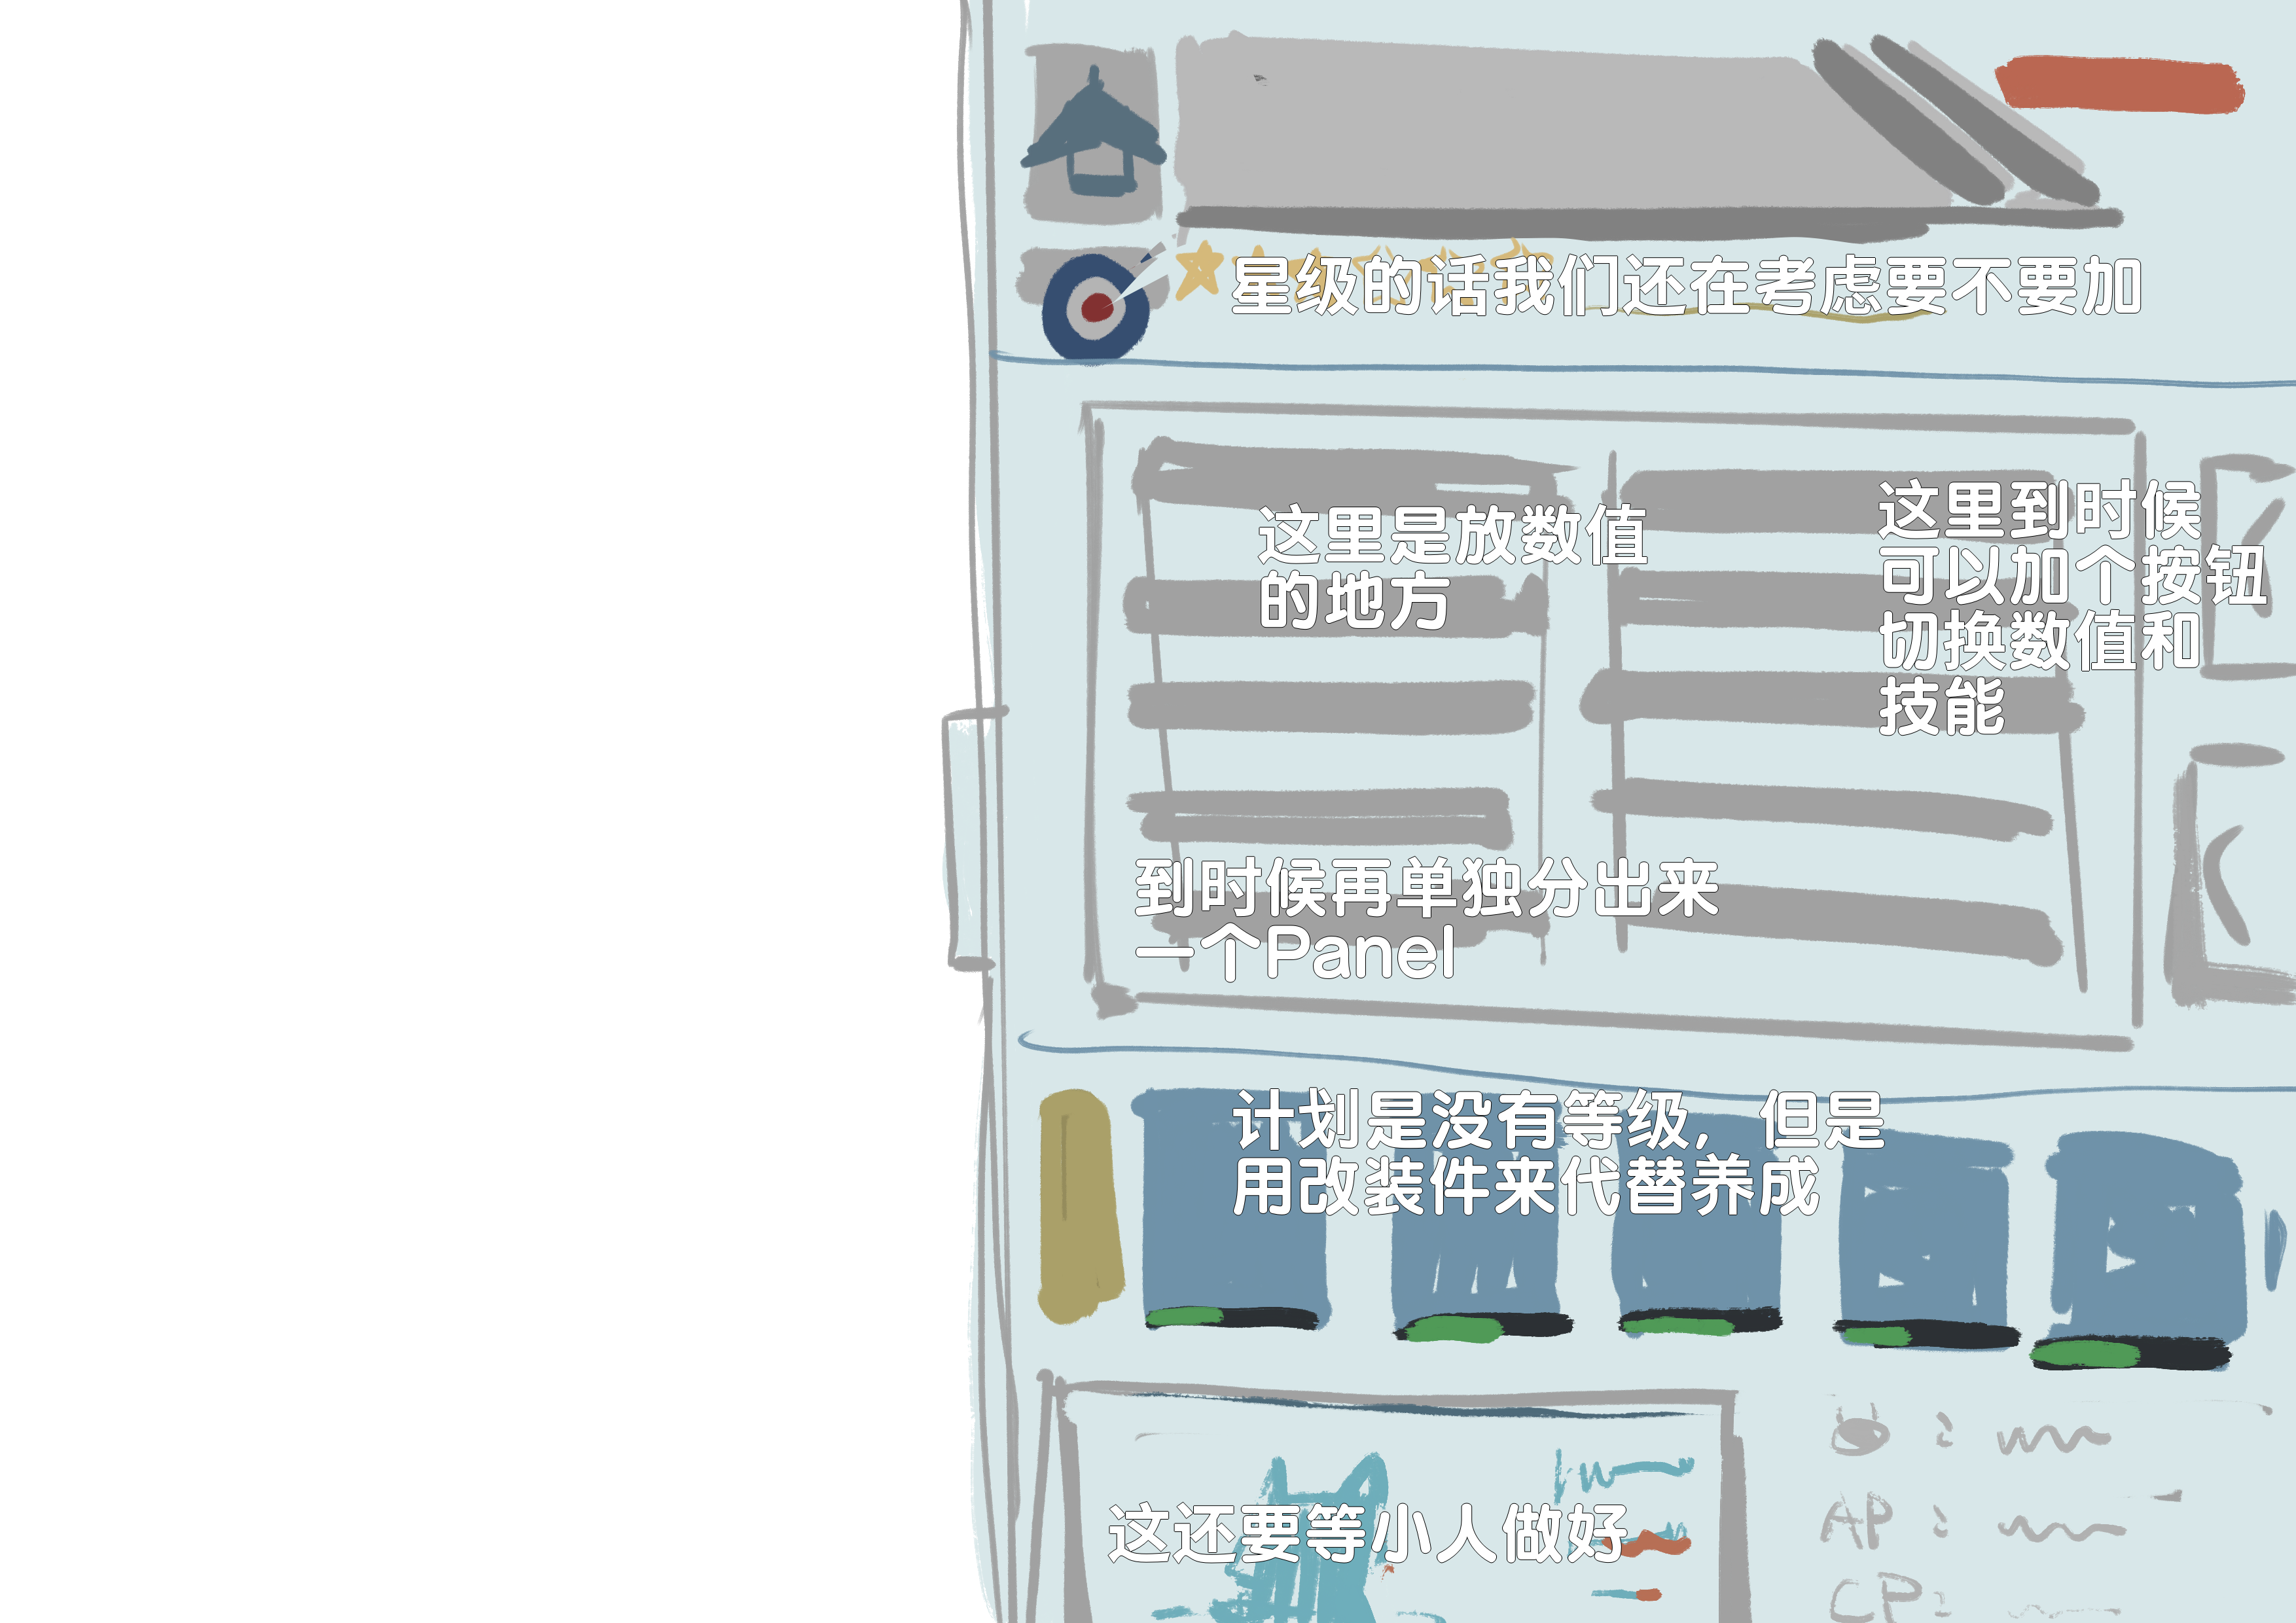 星级的话我们还在考虑要不要加
这里是放数值
的地方
这里到时候
可以加个按钮
切换数值和
技能
到时候再单独分出来
一个Panel
计划是没有等级，但是
用改装件来代替养成
这还要等小人做好
AP：
CP：